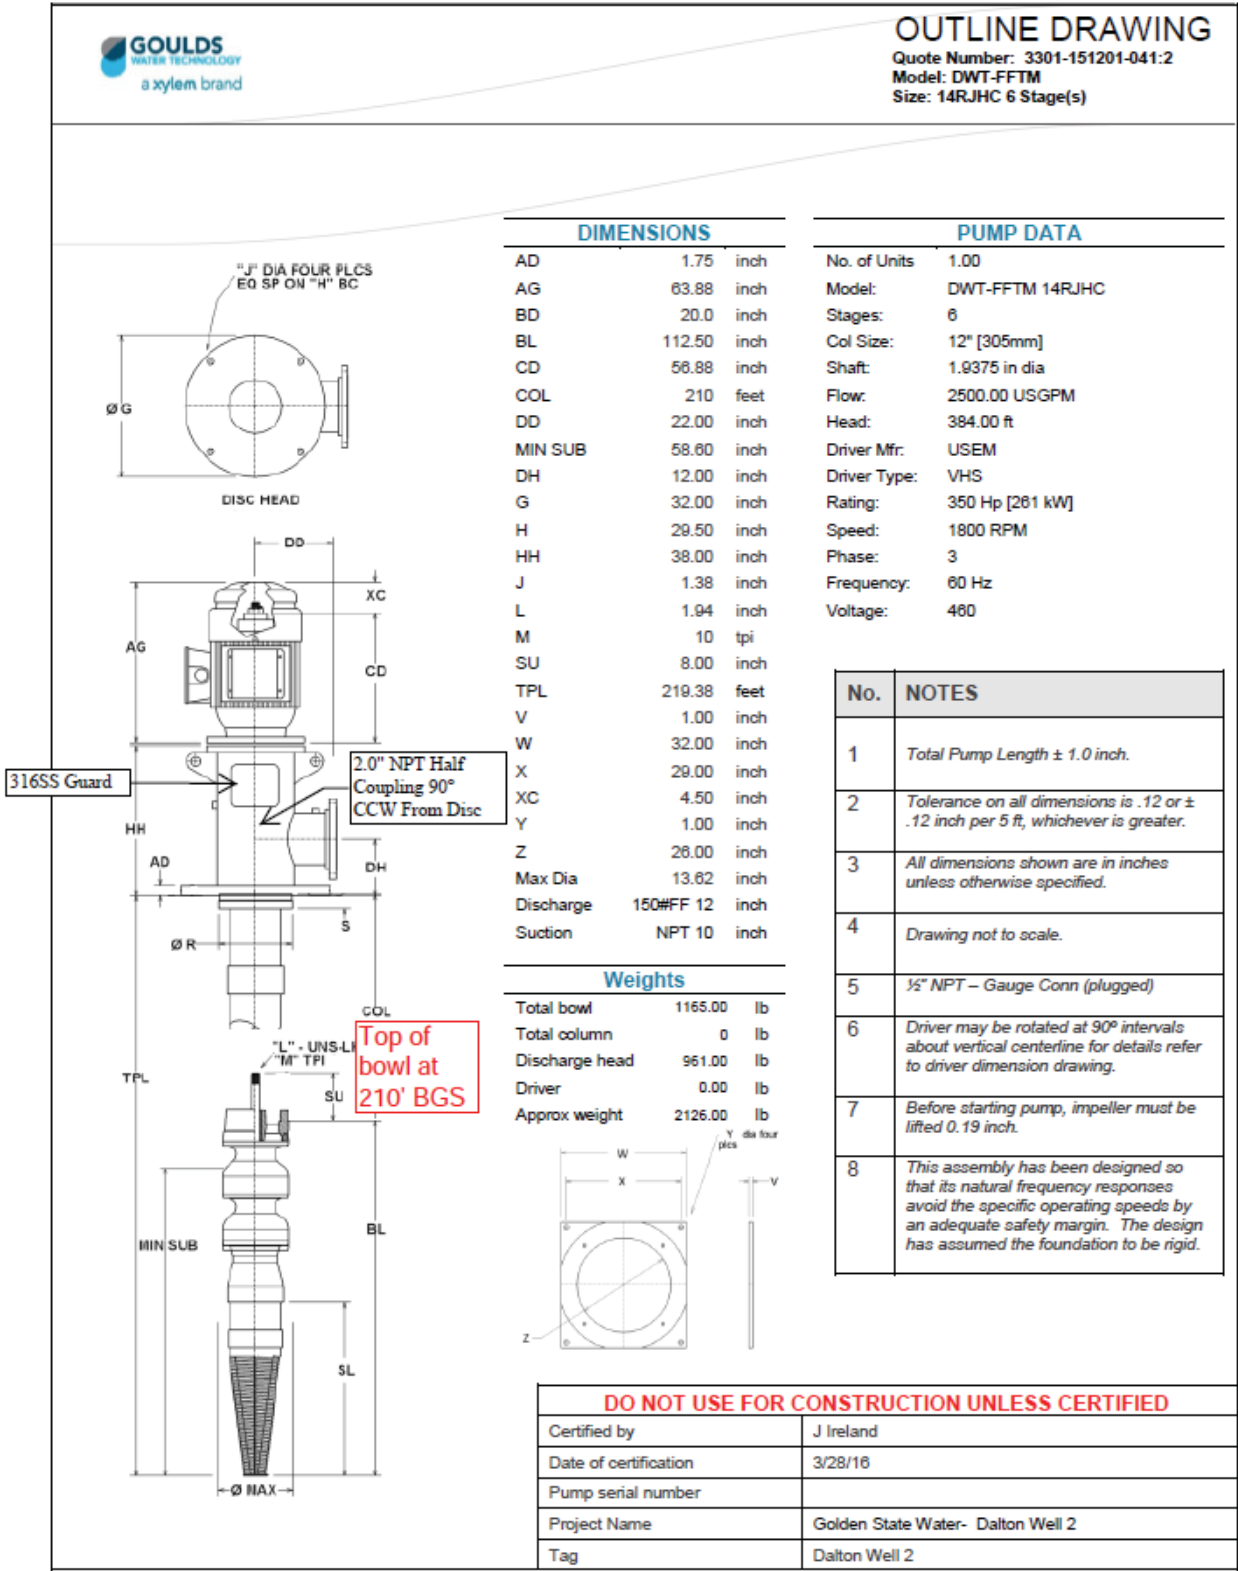 GOULDS
WATER TECHNOLOGY
a xylem brand
OUTLINE DRAWING
Quote Number: 3301-151201-041:2
Model: DWT-FFTM
Size: 14RJHC 6 Stage(s)
"J" DIA FOUR PLCS
EQ SP ON "H" BC
Ø G
DISC HEAD
DD
XC
AG
CD
316SS Guard
2.0" NPT Half
Coupling 90°
CCW From Disc
HH
AD
DH
S
Ø R
COL
Top of
bowl at
210' BGS
"L" - UNS-LH
"M" TPI
TPL
SU
MIN SUB
BL
SL
Ø MAX
DIMENSIONS
AD 1.75 inch
AG 63.88 inch
BD 20.0 inch
BL 112.50 inch
CD 56.88 inch
COL 210 feet
DD 22.00 inch
MIN SUB 58.60 inch
DH 12.00 inch
G 32.00 inch
H 29.50 inch
HH 38.00 inch
J 1.38 inch
L 1.94 inch
M 10 tpi
SU 8.00 inch
TPL 219.38 feet
V 1.00 inch
W 32.00 inch
X 29.00 inch
XC 4.50 inch
Y 1.00 inch
Z 26.00 inch
Max Dia 13.62 inch
Discharge 150#FF 12 inch
Suction NPT 10 inch
Weights
Total bowl 1165.00 lb
Total column 0 lb
Discharge head 961.00 lb
Driver 0.00 lb
Approx weight 2126.00 lb
Y dia four
plcs
W
X
V
Z
PUMP DATA
No. of Units 1.00
Model: DWT-FFTM 14RJHC
Stages: 6
Col Size: 12" [305mm]
Shaft: 1.9375 in dia
Flow: 2500.00 USGPM
Head: 384.00 ft
Driver Mfr: USEM
Driver Type: VHS
Rating: 350 Hp [261 kW]
Speed: 1800 RPM
Phase: 3
Frequency: 60 Hz
Voltage: 460
No. NOTES
1 Total Pump Length ± 1.0 inch.
2 Tolerance on all dimensions is .12 or ±
.12 inch per 5 ft, whichever is greater.
3 All dimensions shown are in inches
unless otherwise specified.
4 Drawing not to scale.
5 ½" NPT – Gauge Conn (plugged)
6 Driver may be rotated at 90º intervals
about vertical centerline for details refer
to driver dimension drawing.
7 Before starting pump, impeller must be
lifted 0.19 inch.
8 This assembly has been designed so
that its natural frequency responses
avoid the specific operating speeds by
an adequate safety margin. The design
has assumed the foundation to be rigid.
DO NOT USE FOR CONSTRUCTION UNLESS CERTIFIED
Certified by J Ireland
Date of certification 3/28/16
Pump serial number
Project Name Golden State Water- Dalton Well 2
Tag Dalton Well 2